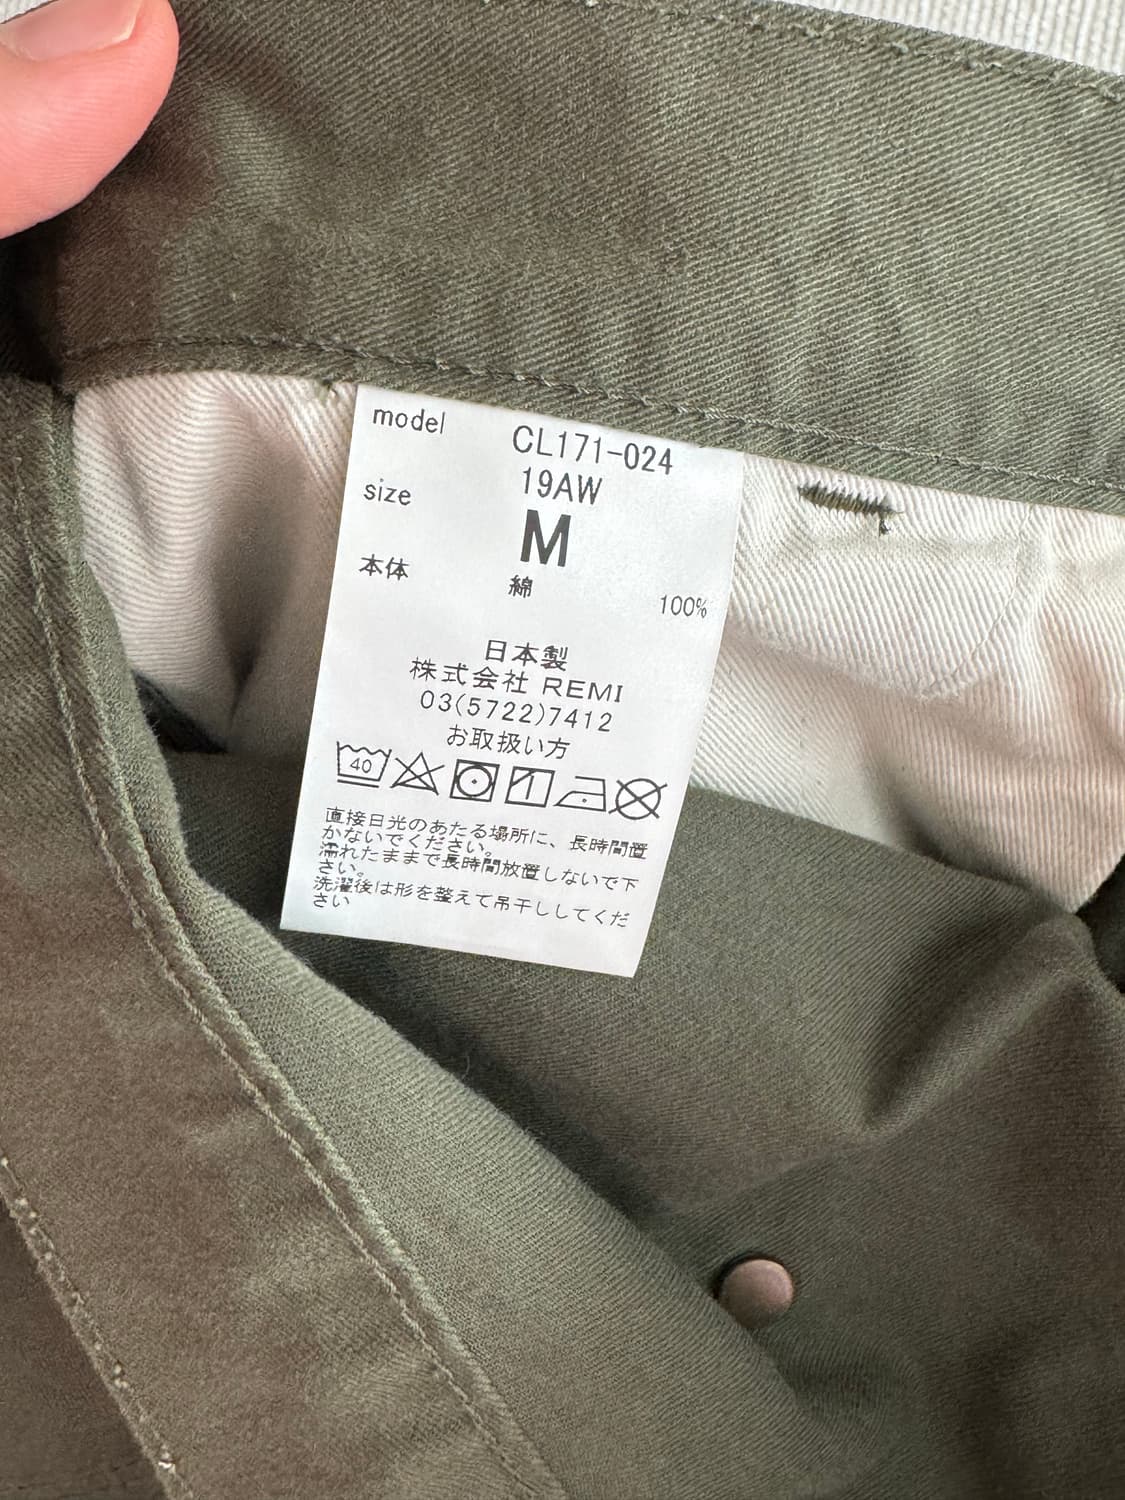 model CL171-024
19AW
size M
本体 綿 100%
日本製
株式会社 REMI
03(5722)7412
お取扱い方
40
直接日光のあたる場所に、長時間置
かないでください。
濡れたままで長時間放置しないで下
さい。
洗濯後は形を整えて吊干ししてくだ
さい